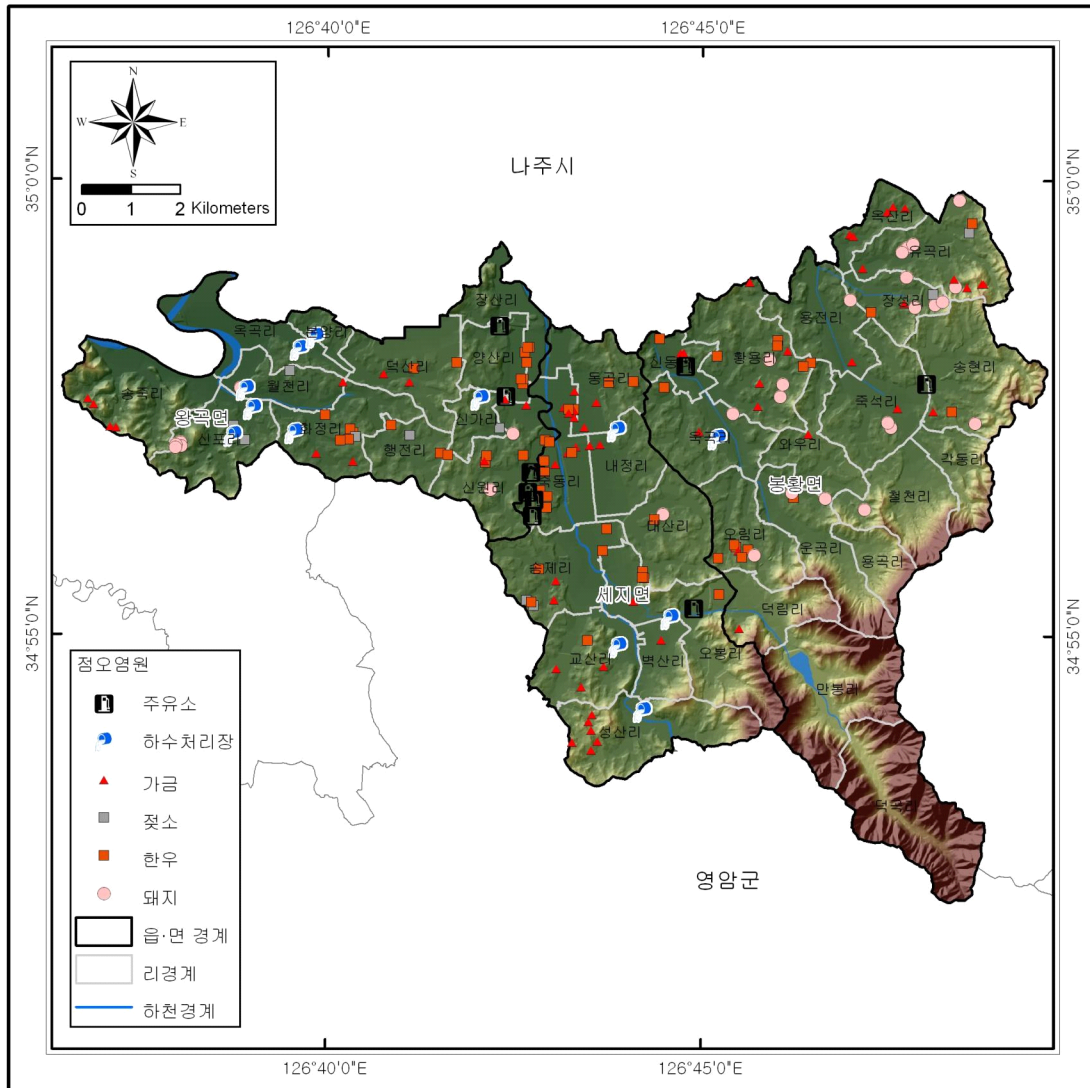 126°40'0"E
126°45'0"E
N
W
E
S
0 1 2 Kilometers
35°0'0"N
35°0'0"N
나주시
옥산리
유곡리
장성리
장산리
용전리
옥곡리
본양리
양산리
덕산리
신동리
황용리
송현리
동곡리
월천리
송죽리
왕곡면
죽석리
신가리
화정리
신포리
행전리
와우리
내정리
각동리
신원리
죽동리
봉황면
철천리
대산리
오림리
운곡리
용곡리
송제리
세지면
덕림리
34°55'0"N
34°55'0"N
교산리
벽산리
오봉리
만봉리
성산리
덕곡리
영암군
점오염원
주유소
하수처리장
가금
젖소
한우
돼지
읍·면 경계
리경계
하천경계
126°40'0"E
126°45'0"E